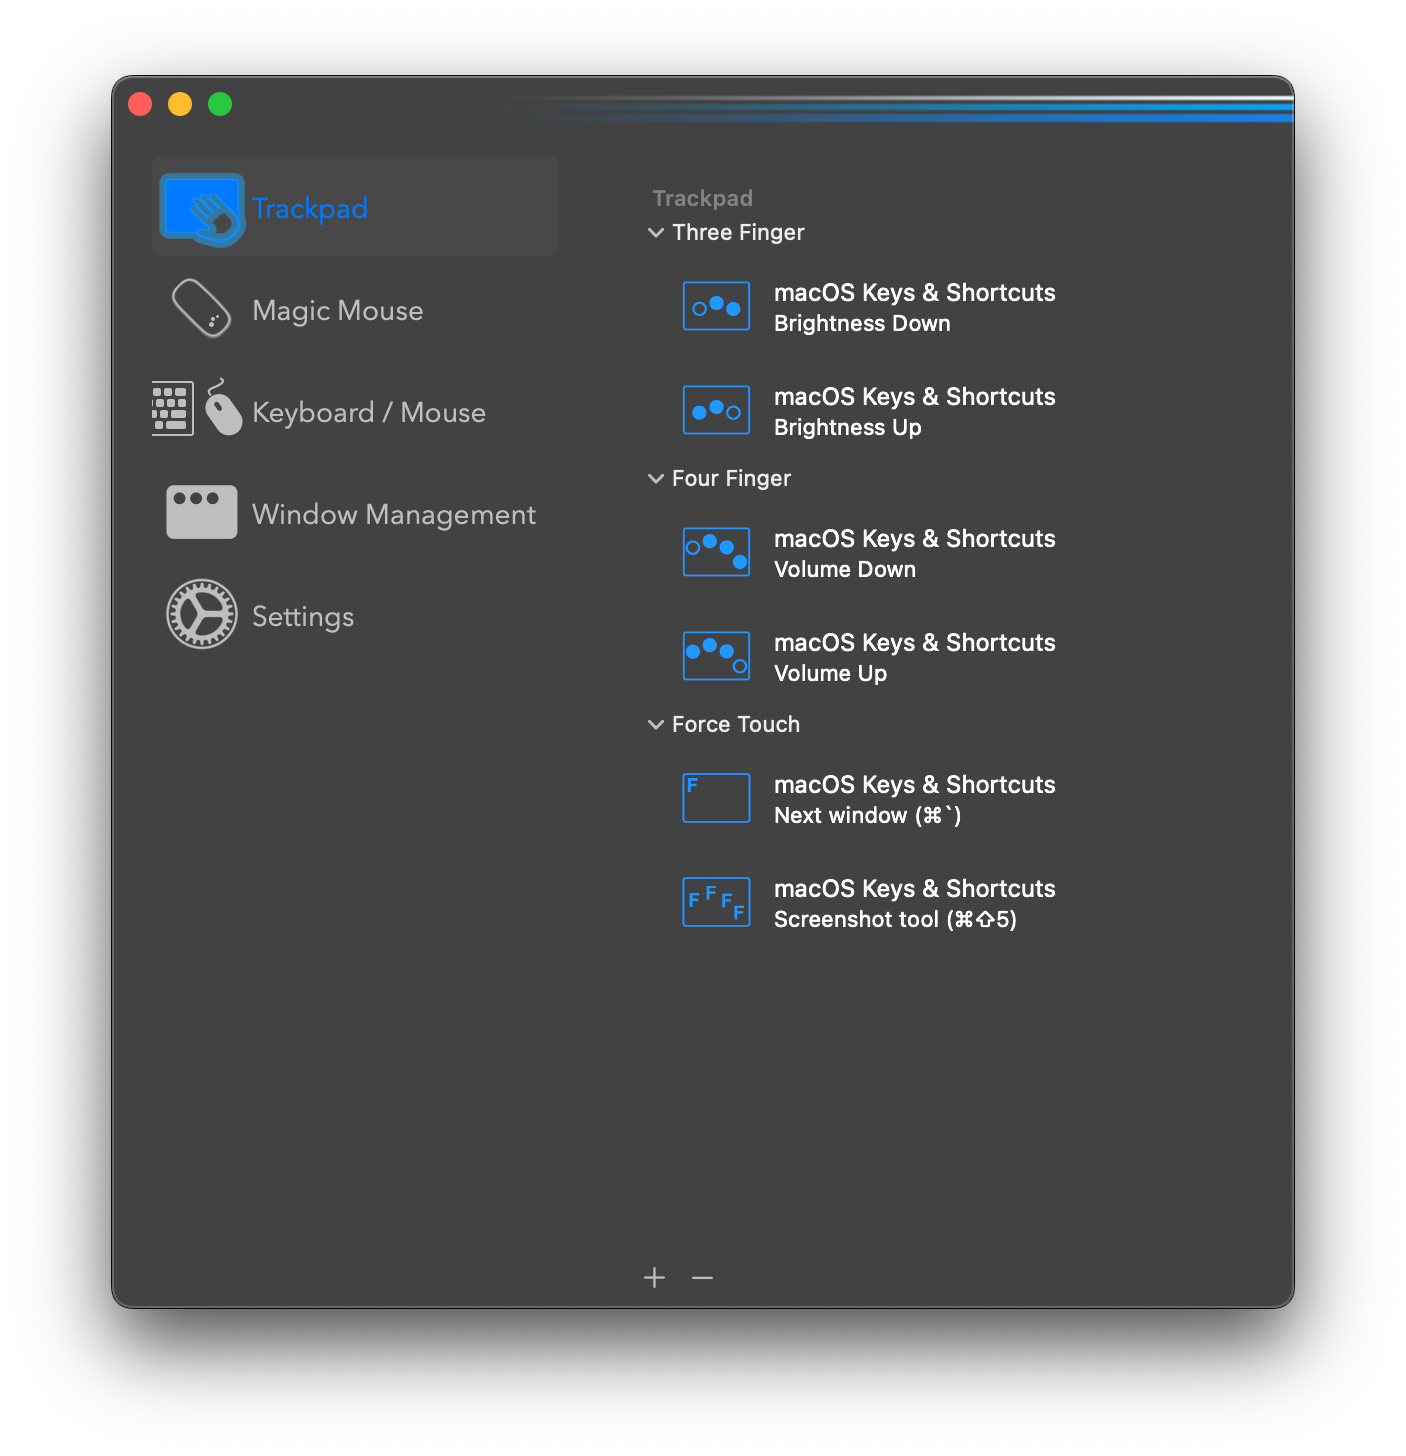 Trackpad
Magic Mouse
Keyboard / Mouse
Window Management
Settings
Trackpad
Three Finger
macOS Keys & Shortcuts
Brightness Down
macOS Keys & Shortcuts
Brightness Up
Four Finger
macOS Keys & Shortcuts
Volume Down
macOS Keys & Shortcuts
Volume Up
Force Touch
F
macOS Keys & Shortcuts
Next window (⌘`)
F F F F
macOS Keys & Shortcuts
Screenshot tool (⌘⇧5)